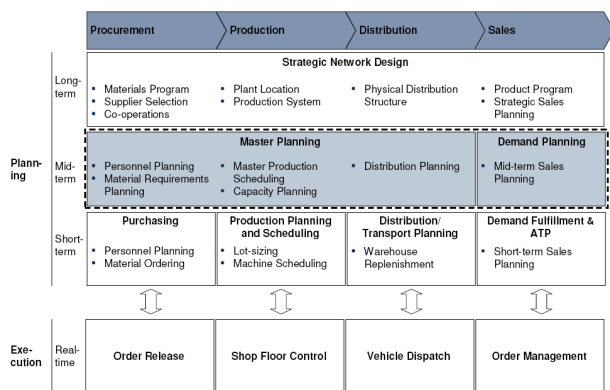 Procurement
Production
Distribution
Sales
Plann-
ing
Long-
term
Strategic Network Design
▪ Materials Program
▪ Supplier Selection
▪ Co-operations
▪ Plant Location
▪ Production System
▪ Physical Distribution
Structure
▪ Product Program
▪ Strategic Sales
Planning
Mid-
term
Master Planning
▪ Personnel Planning
▪ Material Requirements
Planning
▪ Master Production
Scheduling
▪ Capacity Planning
▪ Distribution Planning
Demand Planning
▪ Mid-term Sales
Planning
Short-
term
Purchasing
▪ Personnel Planning
▪ Material Ordering
Production Planning
and Scheduling
▪ Lot-sizing
▪ Machine Scheduling
Distribution/
Transport Planning
▪ Warehouse
Replenishment
Demand Fulfillment &
ATP
▪ Short-term Sales
Planning
Exe-
cution
Real-
time
Order Release
Shop Floor Control
Vehicle Dispatch
Order Management